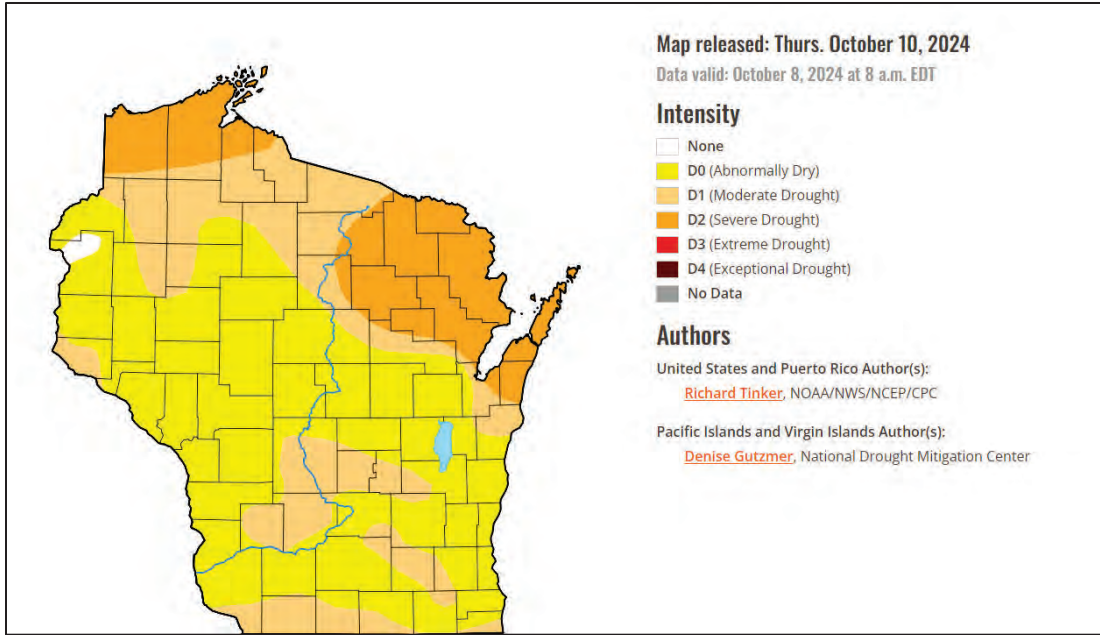 Map released: Thurs. October 10, 2024
Data valid: October 8, 2024 at 8 a.m. EDT
Intensity
None
D0 (Abnormally Dry)
D1 (Moderate Drought)
D2 (Severe Drought)
D3 (Extreme Drought)
D4 (Exceptional Drought)
No Data
Authors
United States and Puerto Rico Author(s):
Richard Tinker, NOAA/NWS/NCEP/CPC
Pacific Islands and Virgin Islands Author(s):
Denise Gutzmer, National Drought Mitigation Center